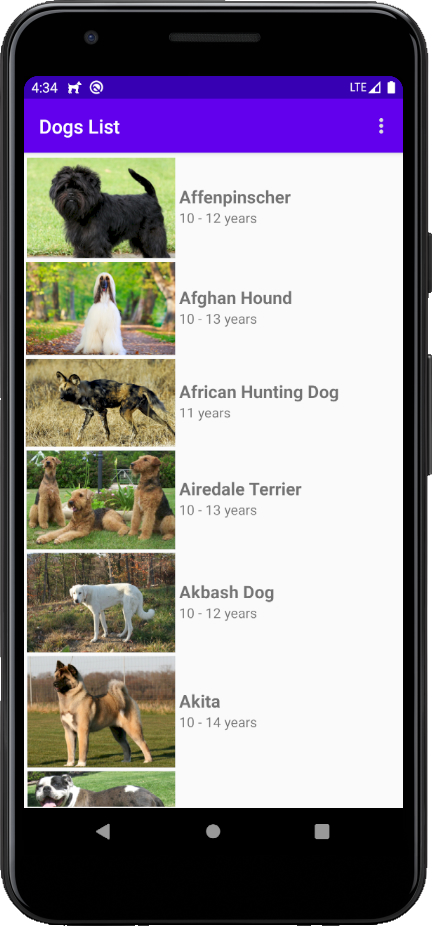 4:34 LTE
Dogs List
Affenpinscher
10 - 12 years
Afghan Hound
10 - 13 years
African Hunting Dog
11 years
Airedale Terrier
10 - 13 years
Akbash Dog
10 - 12 years
Akita
10 - 14 years